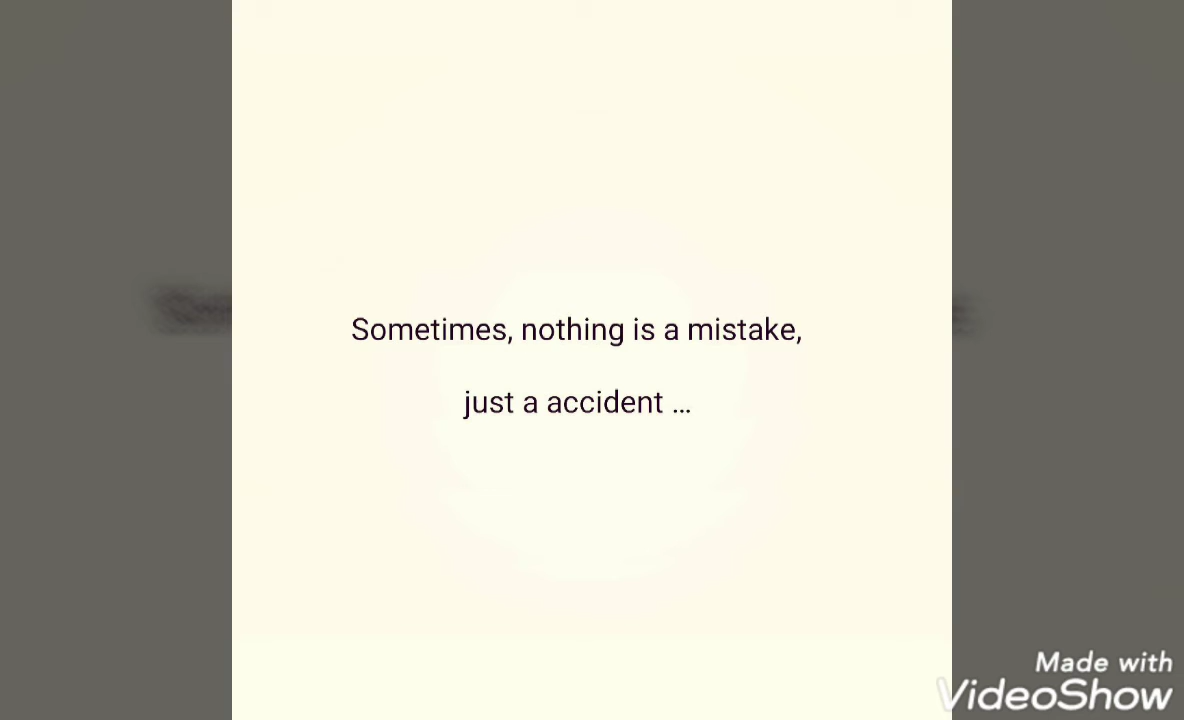 Sometimes, nothing is a mistake,
just a accident ...
Made with
VideoShow